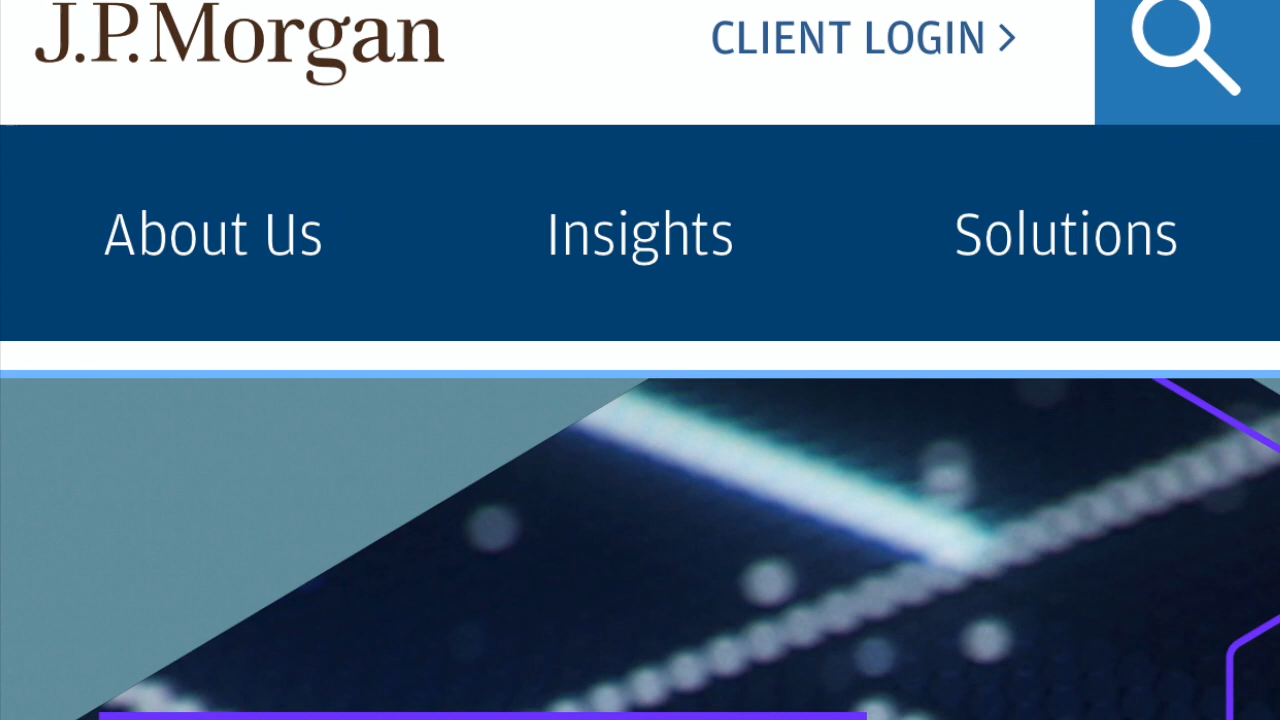 J.P.Morgan
CLIENT LOGIN >
About Us
Insights
Solutions